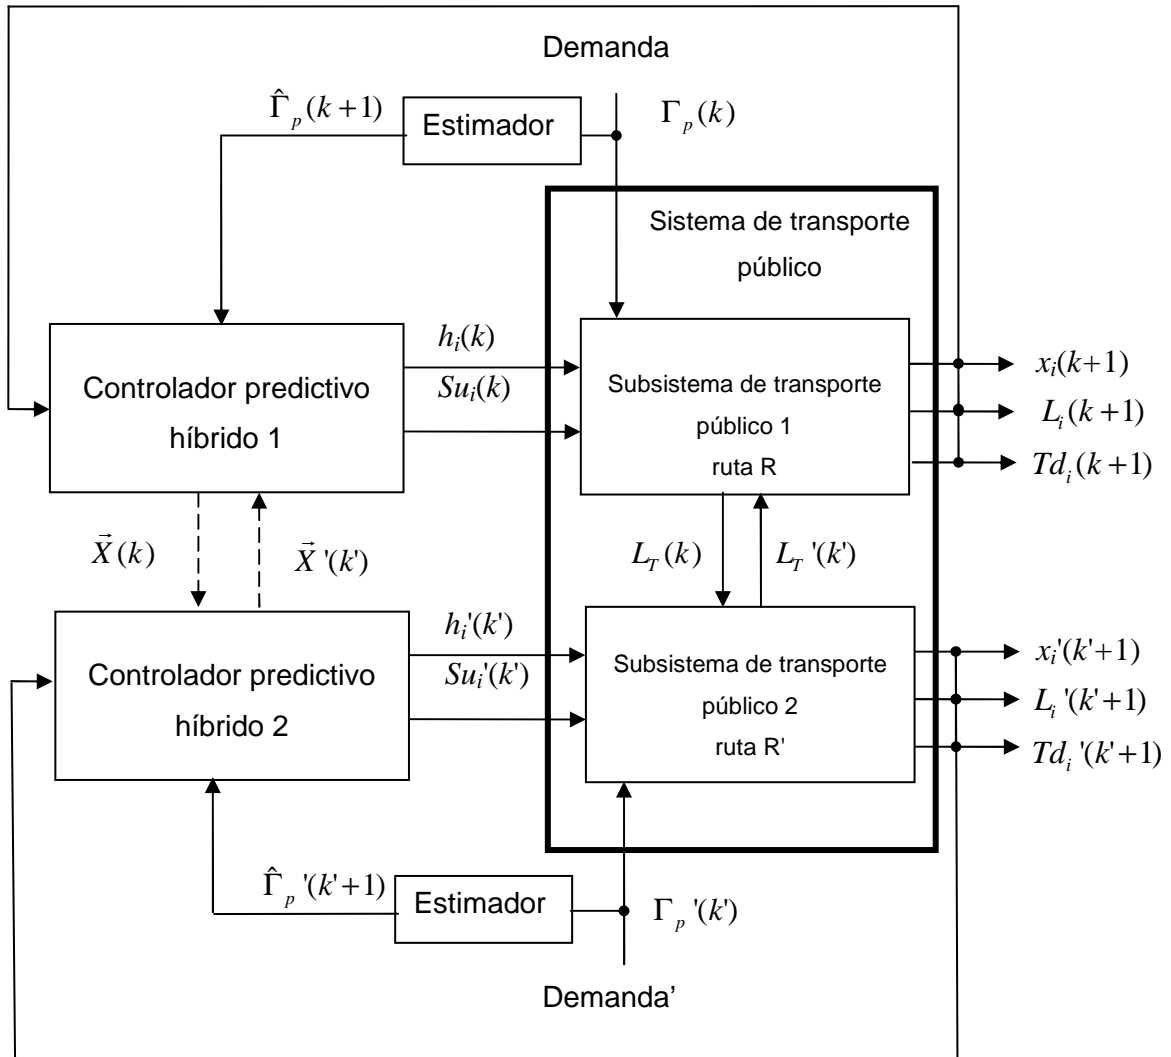 Demanda
Γ̂_p(k+1)
Estimador
Γ_p(k)
Sistema de transporte
público
Controlador predictivo
híbrido 1
h_i(k)
Su_i(k)
Subsistema de transporte
público 1
ruta R
x_i(k+1)
L_i(k+1)
Td_i(k+1)
X⃗(k)
X⃗'(k')
L_T(k)
L_T'(k')
Controlador predictivo
híbrido 2
h_i'(k')
Su_i'(k')
Subsistema de transporte
público 2
ruta R'
x_i'(k'+1)
L_i'(k'+1)
Td_i'(k'+1)
Γ̂_p'(k'+1)
Estimador
Γ_p'(k')
Demanda'